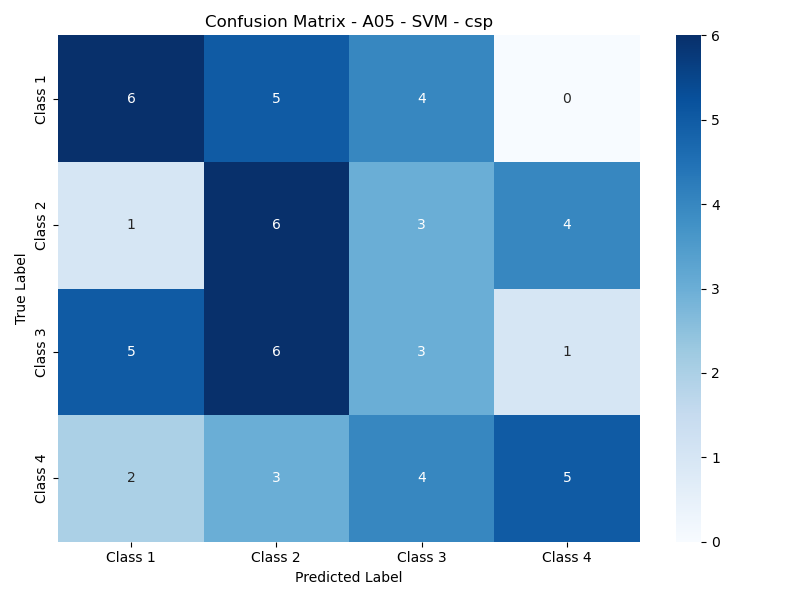 Confusion Matrix - A05 - SVM - csp
True Label
Class 1
6 5 4 0
Class 2
1 6 3 4
Class 3
5 6 3 1
Class 4
2 3 4 5
Class 1 Class 2 Class 3 Class 4
Predicted Label
6
5
4
3
2
1
0